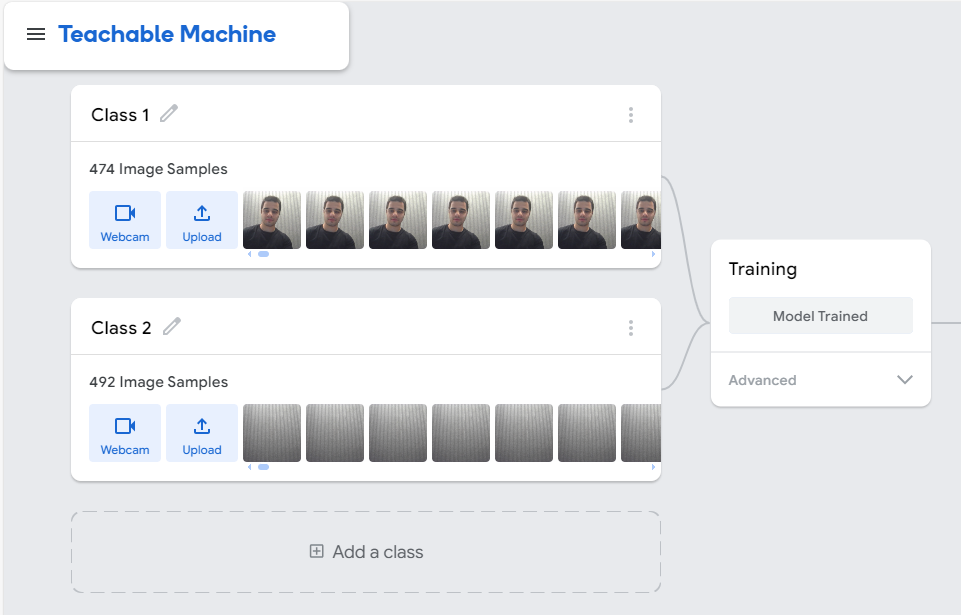 Teachable Machine
Class 1
474 Image Samples
Webcam
Upload
Class 2
492 Image Samples
Webcam
Upload
Add a class
Training
Model Trained
Advanced